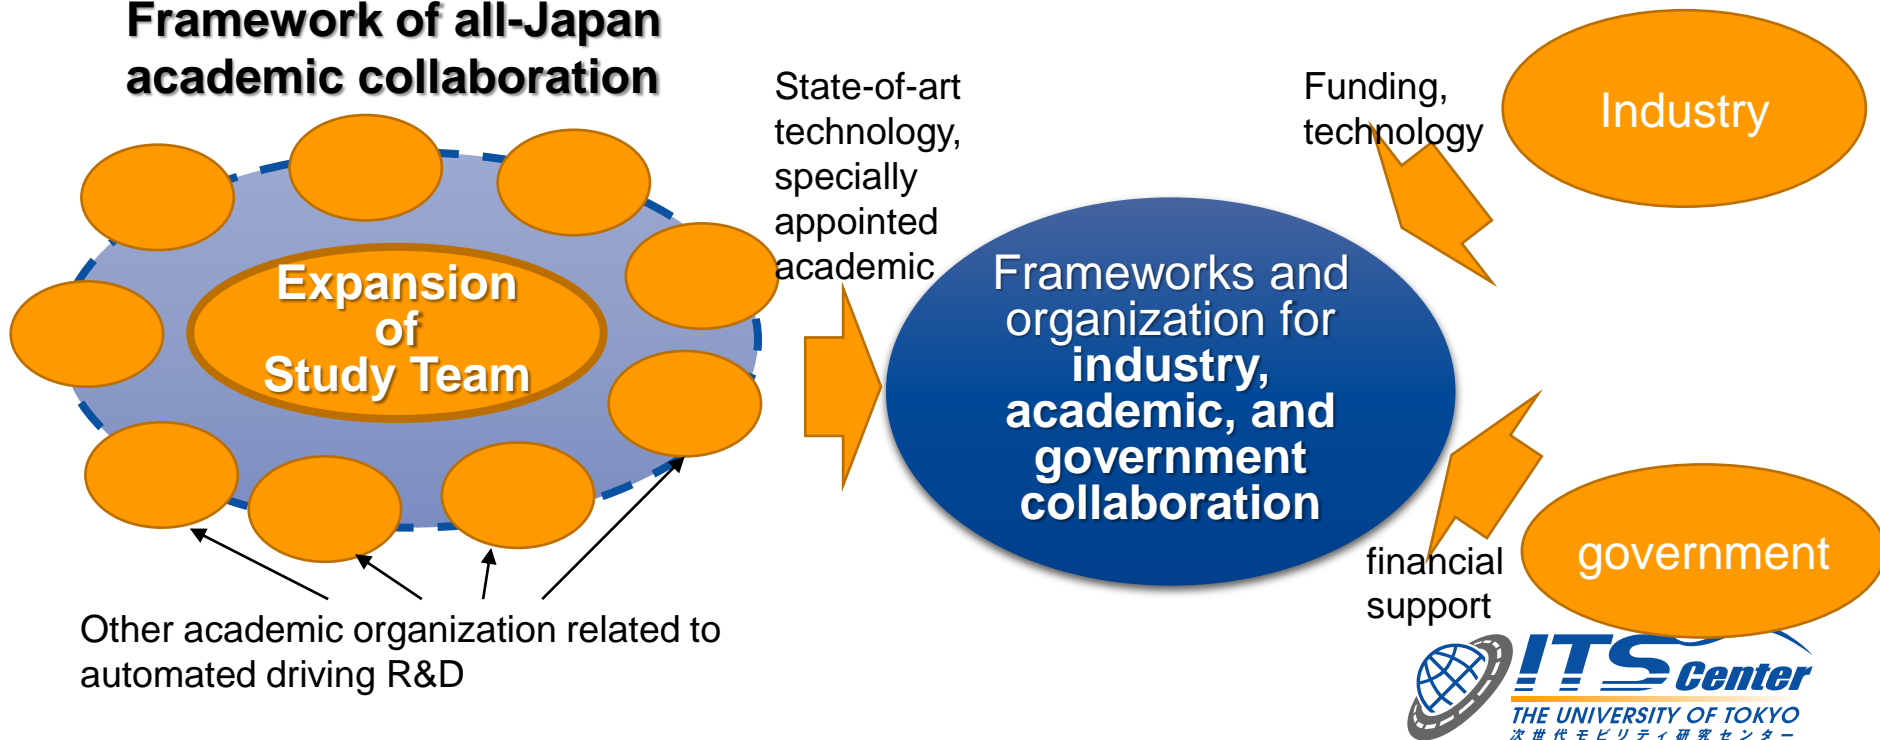 Framework of all-Japan
academic collaboration
Expansion
of
Study Team
Other academic organization related to
automated driving R&D
State-of-art
technology,
specially
appointed
academic
Frameworks and
organization for
industry,
academic, and
government
collaboration
Funding,
technology
Industry
financial
support
government
ITS Center
THE UNIVERSITY OF TOKYO
次世代モビリティ研究センター